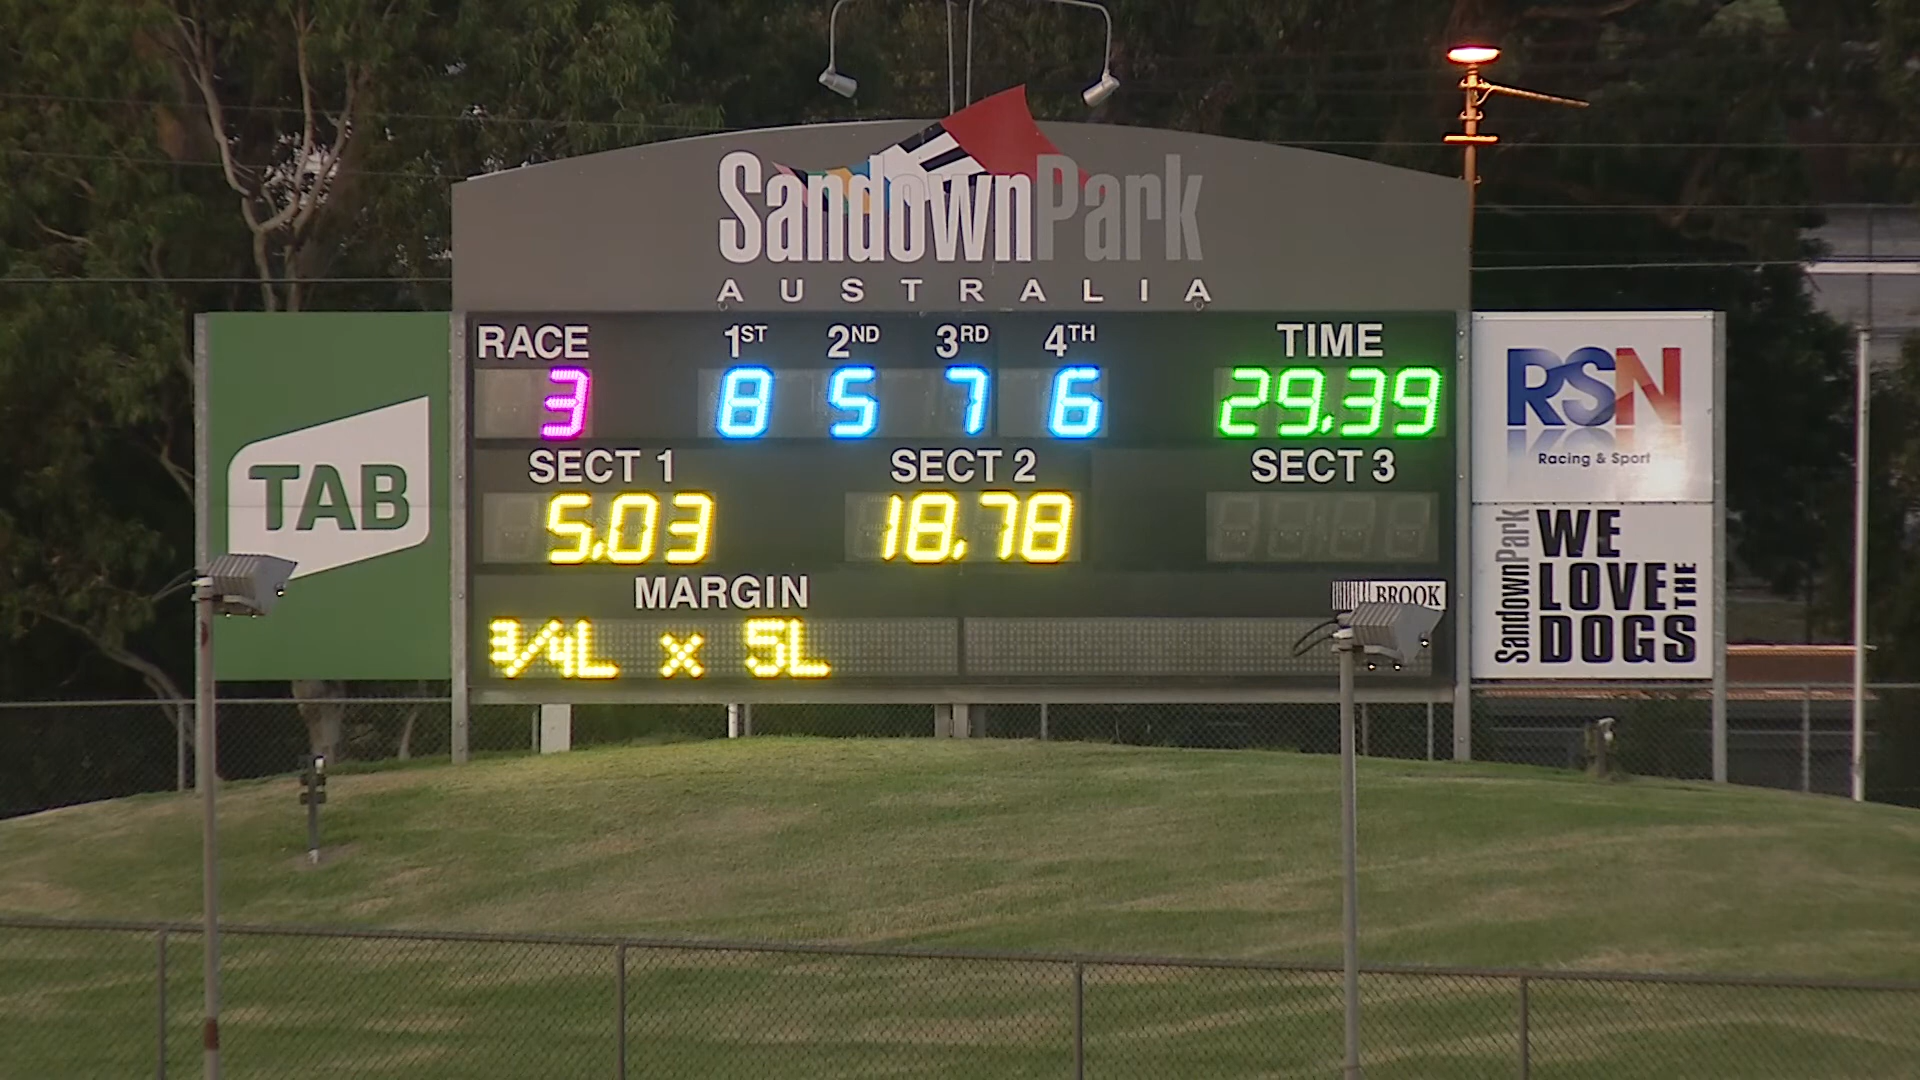 SandownPark
AUSTRALIA
RACE 1ST 2ND 3RD 4TH TIME
3 8 5 7 6 29.39
SECT 1 SECT 2 SECT 3
5.03 18.78
MARGIN
BROOK
3/4L x 5L
TAB
RSN
Racing & Sport
SandownPark
WE
LOVE THE
DOGS